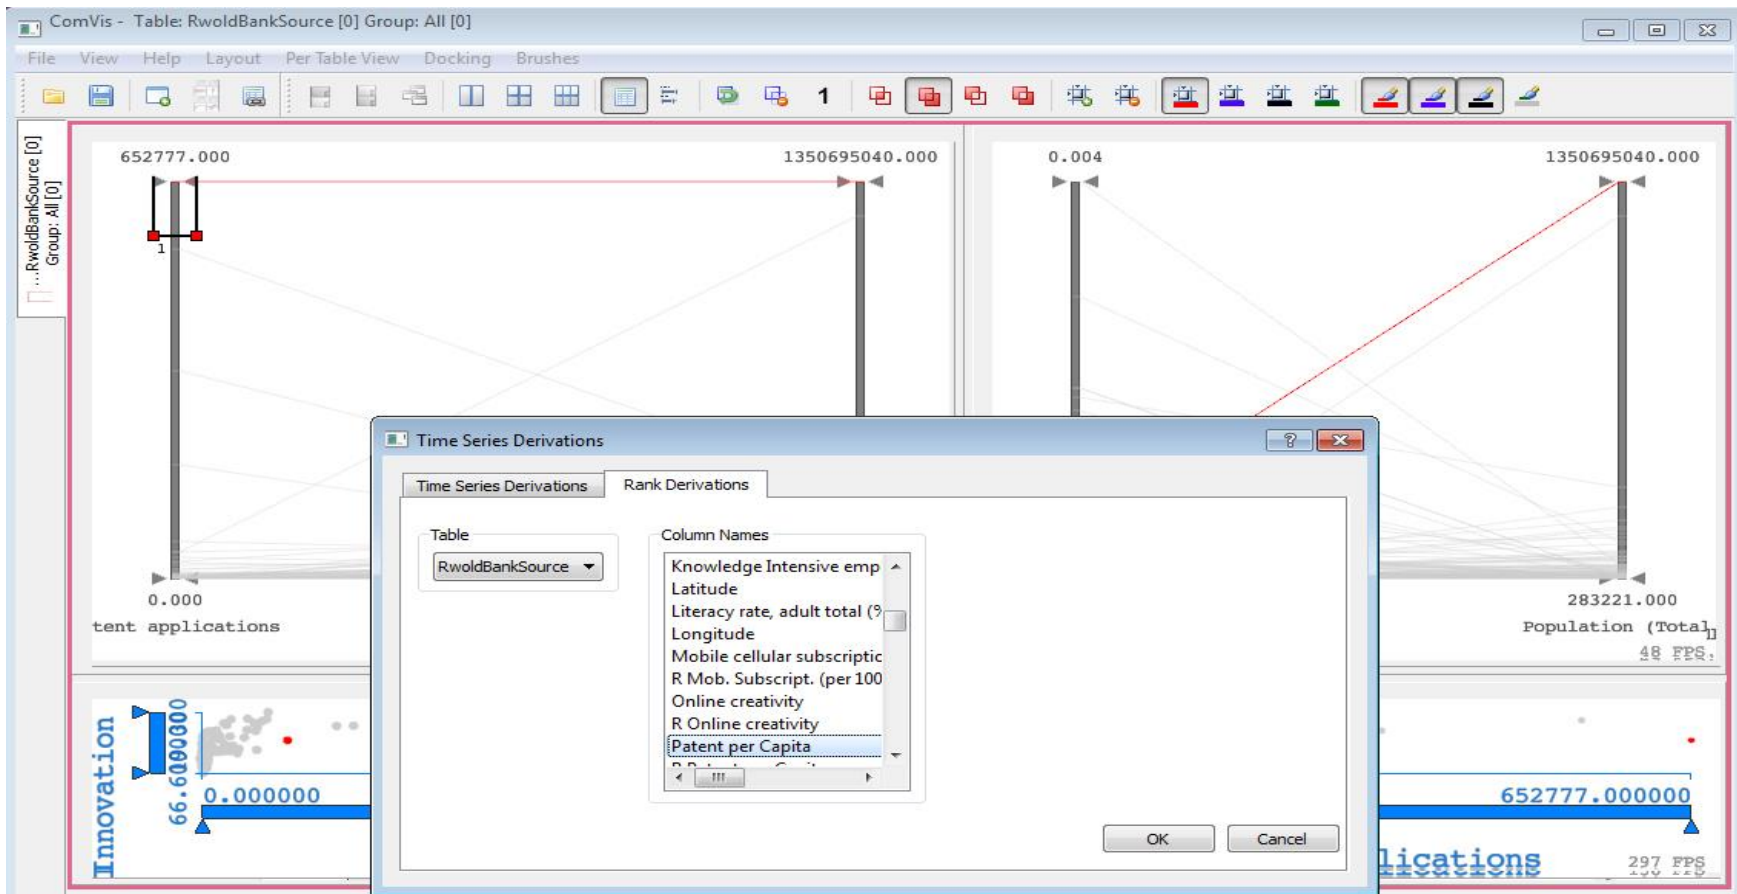 ComVis - Table: RwoldBankSource [0] Group: All [0]
File View Help Layout Per Table View Docking Brushes
1
...RwoldBankSource [0]
Group: All [0]
652777.000 1350695040.000 0.004 1350695040.000
1
0.000 283221.000
tent applications Population (Total
48 FPS
Time Series Derivations
Time Series Derivations Rank Derivations
Table Column Names
RwoldBankSource
Knowledge Intensive emp
Latitude
Literacy rate, adult total (%
Longitude
Mobile cellular subscriptic
R Mob. Subscript. (per 100
Online creativity
R Online creativity
Patent per Capita
OK Cancel
Innovation
0.000000 652777.000000
lications 297 FPS